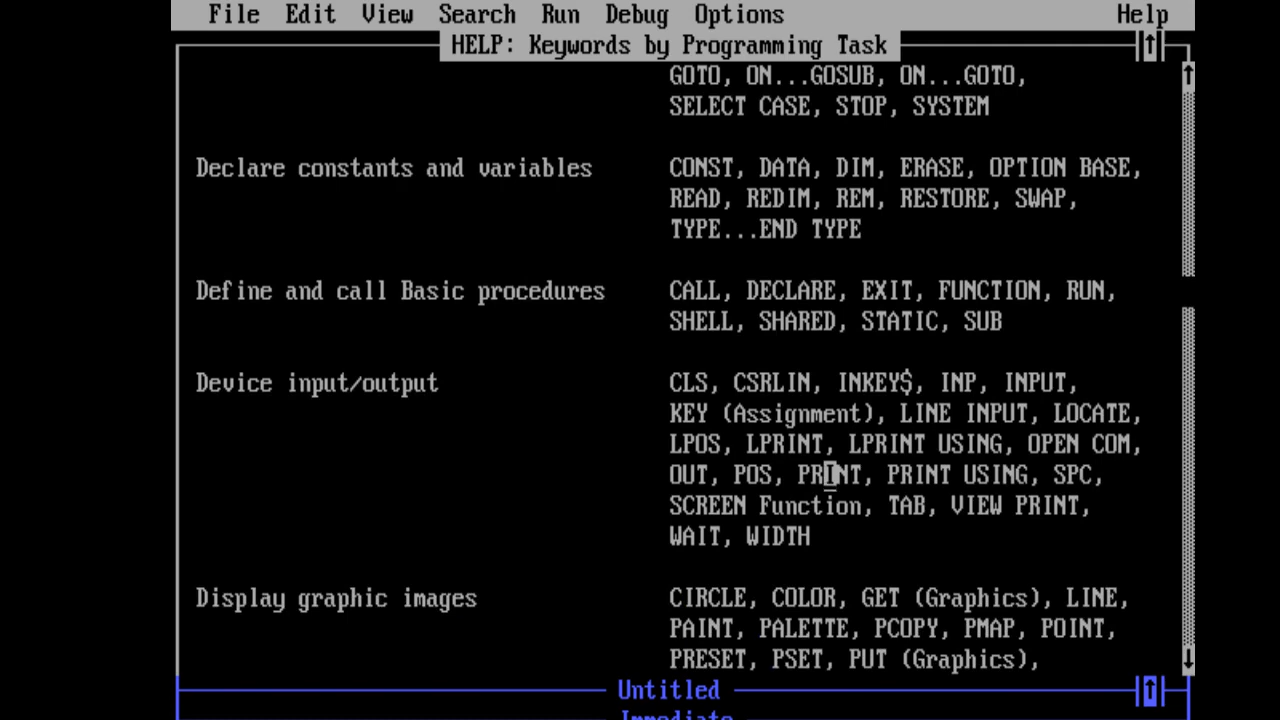 File Edit View Search Run Debug Options Help
HELP: Keywords by Programming Task
GOTO, ON...GOSUB, ON...GOTO,
SELECT CASE, STOP, SYSTEM
Declare constants and variables CONST, DATA, DIM, ERASE, OPTION BASE,
READ, REDIM, REM, RESTORE, SWAP,
TYPE...END TYPE
Define and call Basic procedures CALL, DECLARE, EXIT, FUNCTION, RUN,
SHELL, SHARED, STATIC, SUB
Device input/output CLS, CSRLIN, INKEY$, INP, INPUT,
KEY (Assignment), LINE INPUT, LOCATE,
LPOS, LPRINT, LPRINT USING, OPEN COM,
OUT, POS, PRINT, PRINT USING, SPC,
SCREEN Function, TAB, VIEW PRINT,
WAIT, WIDTH
Display graphic images CIRCLE, COLOR, GET (Graphics), LINE,
PAINT, PALETTE, PCOPY, PMAP, POINT,
PRESET, PSET, PUT (Graphics),
Untitled
Immediate